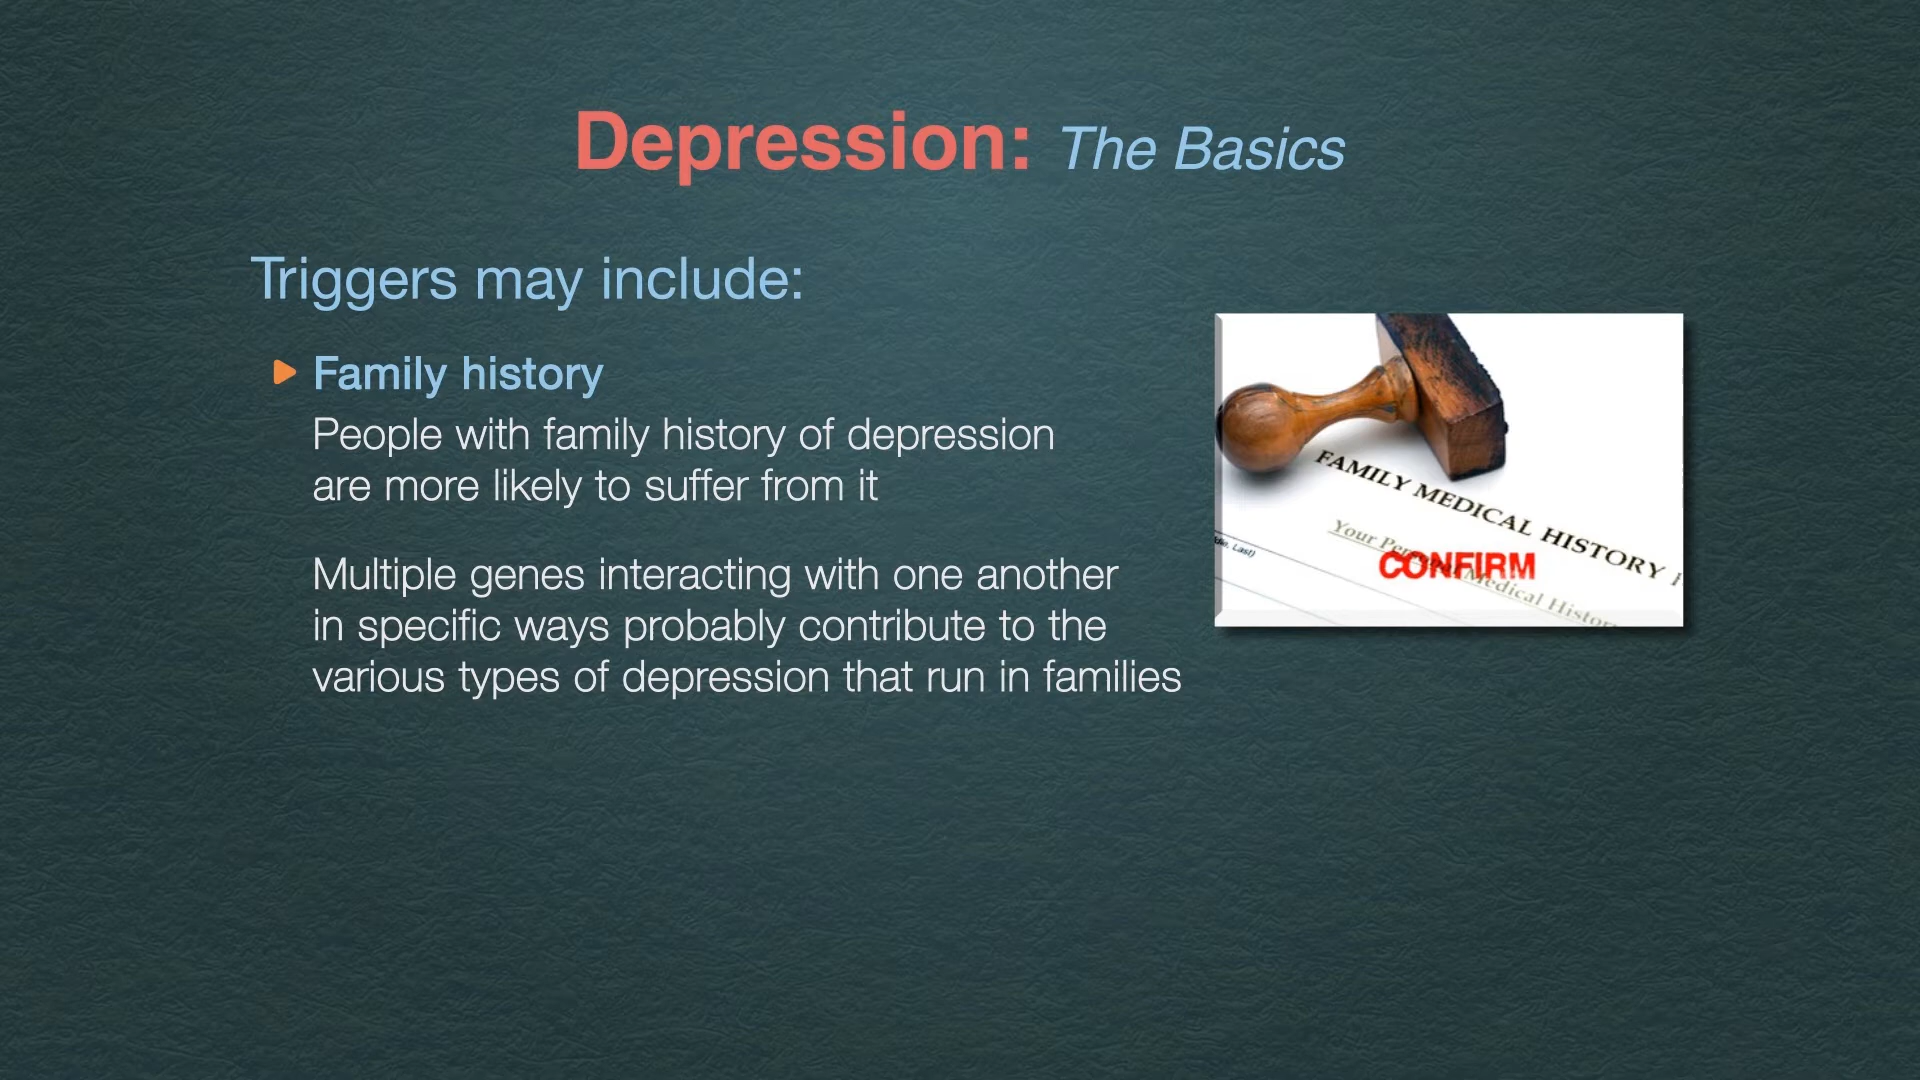 Depression: The Basics
Triggers may include:
Family history
People with family history of depression
are more likely to suffer from it
Multiple genes interacting with one another
in specific ways probably contribute to the
various types of depression that run in families
FAMILY MEDICAL HISTORY
Your Medical
CONFIRM
Last)